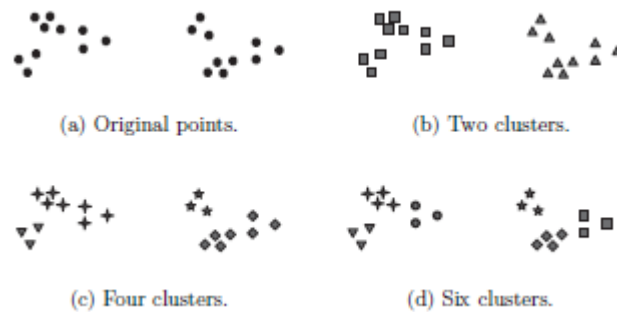 (a) Original points.
(b) Two clusters.
(c) Four clusters.
(d) Six clusters.